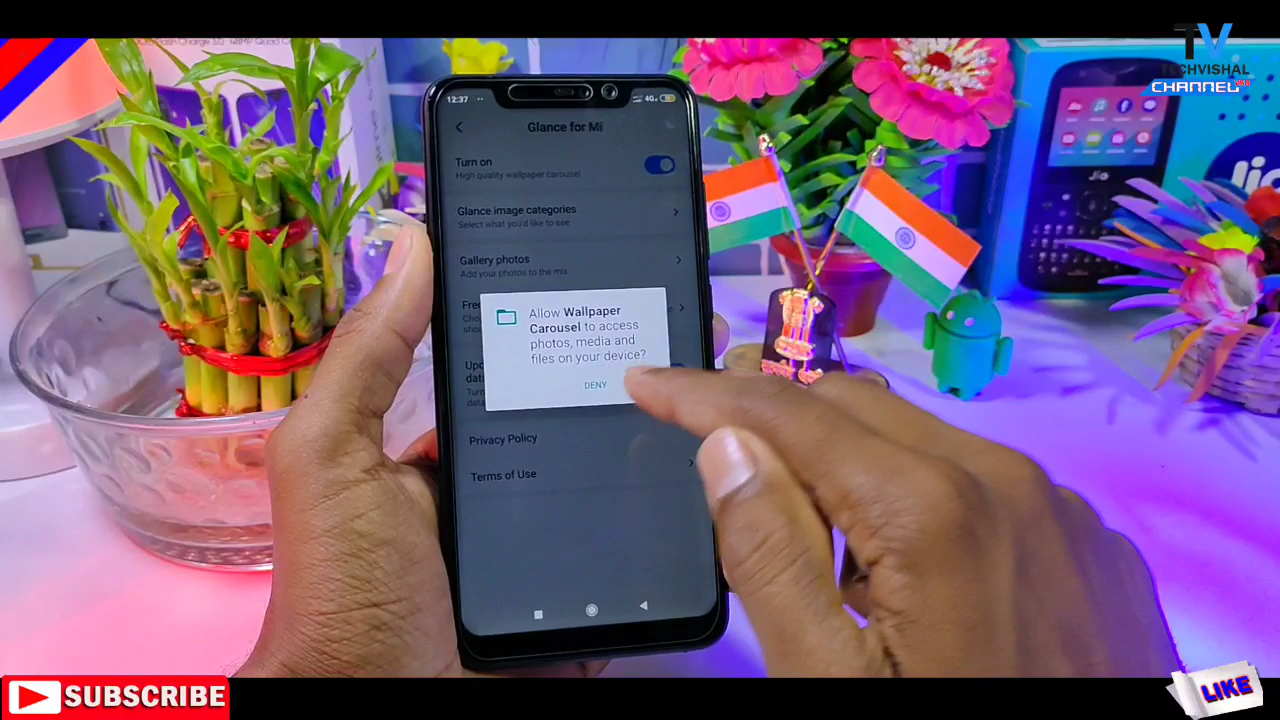 TV
TECHVISHAL
CHANNEL
12:37
4G
Glance for Mi
Turn on
High quality wallpaper carousel
Glance image categories
Select what you'd like to see
Gallery photos
Add your photos to the mix
Allow Wallpaper
Carousel to access
photos, media and
files on your device?
DENY
Privacy Policy
Terms of Use
Jio
SUBSCRIBE
LIKE